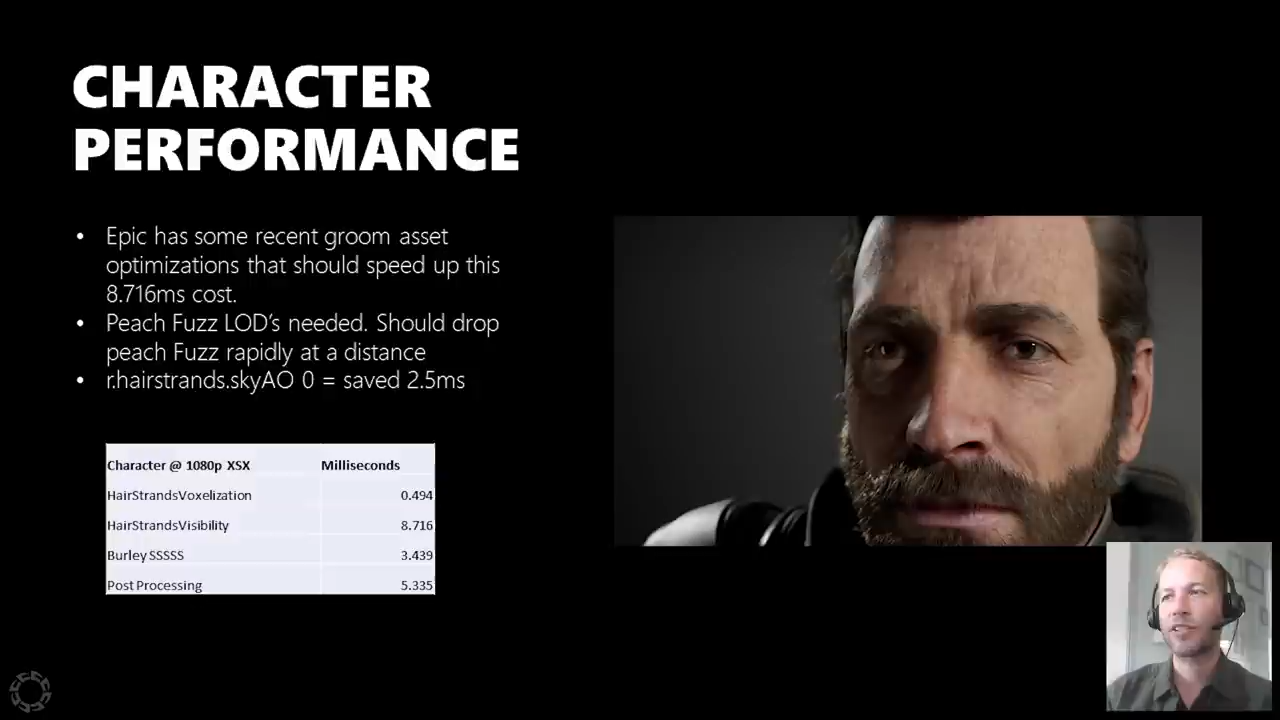 CHARACTER
PERFORMANCE
• Epic has some recent groom asset
optimizations that should speed up this
8.716ms cost.
• Peach Fuzz LOD's needed. Should drop
peach Fuzz rapidly at a distance
• r.hairstrands.skyAO 0 = saved 2.5ms
Character @ 1080p XSX Milliseconds
HairStrandsVoxelization 0.494
HairStrandsVisibility 8.716
Burley SSSSS 3.439
Post Processing 5.335